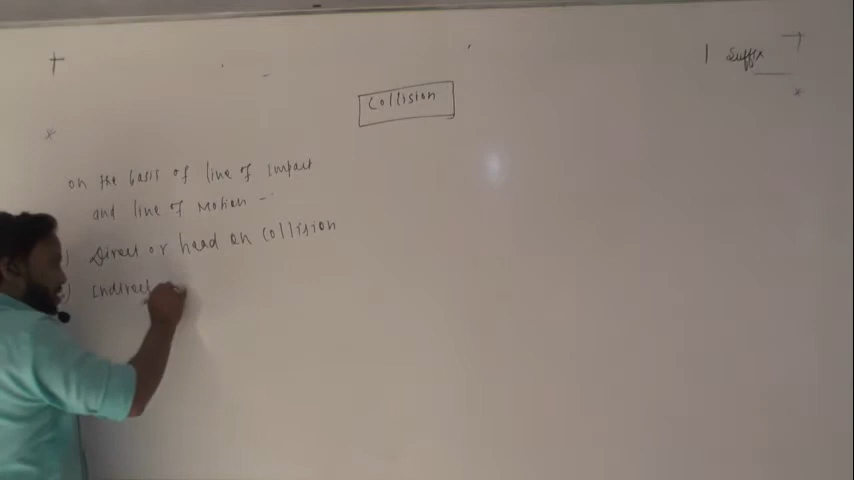 Suffix
Collision
on the basis of line of Impact
and line of Motion -
) Direct or head on Collision
) Indirect